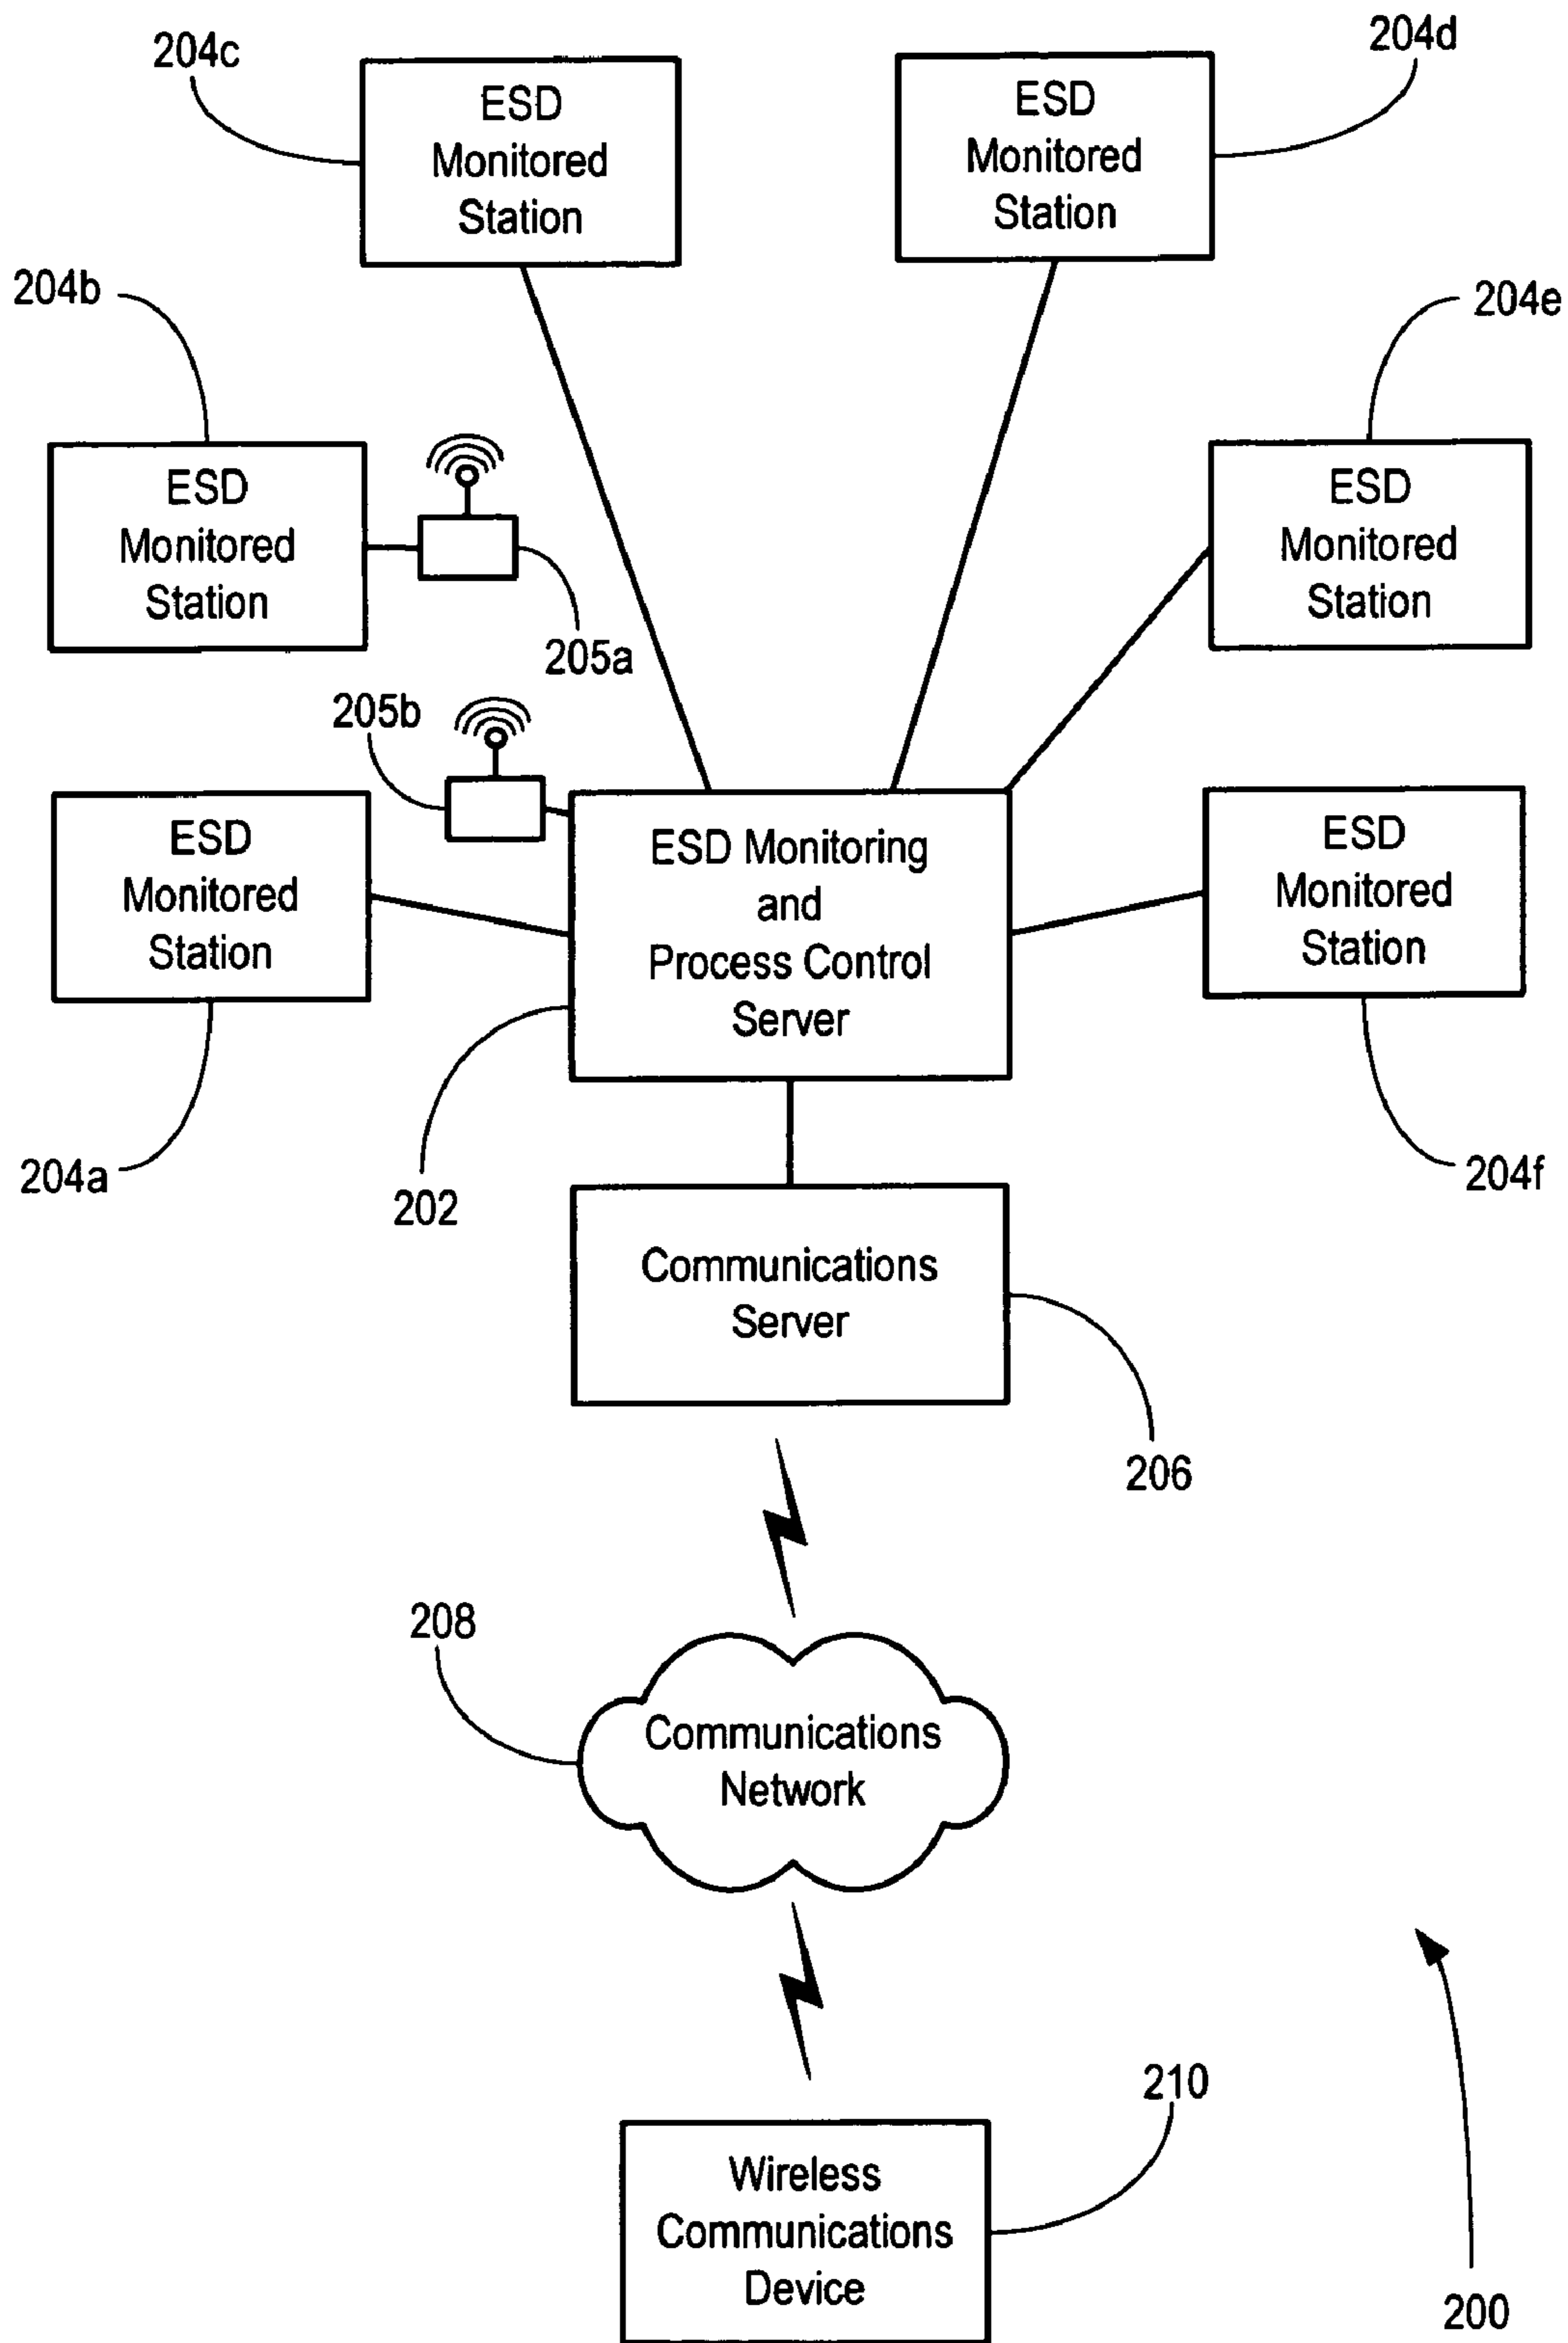 204c
ESD
Monitored
Station
204d
ESD
Monitored
Station
204b
ESD
Monitored
Station
205a
204e
ESD
Monitored
Station
205b
204a
ESD
Monitored
Station
ESD Monitoring
and
Process Control
Server
202
ESD
Monitored
Station
204f
Communications
Server
206
208
Communications
Network
210
Wireless
Communications
Device
200